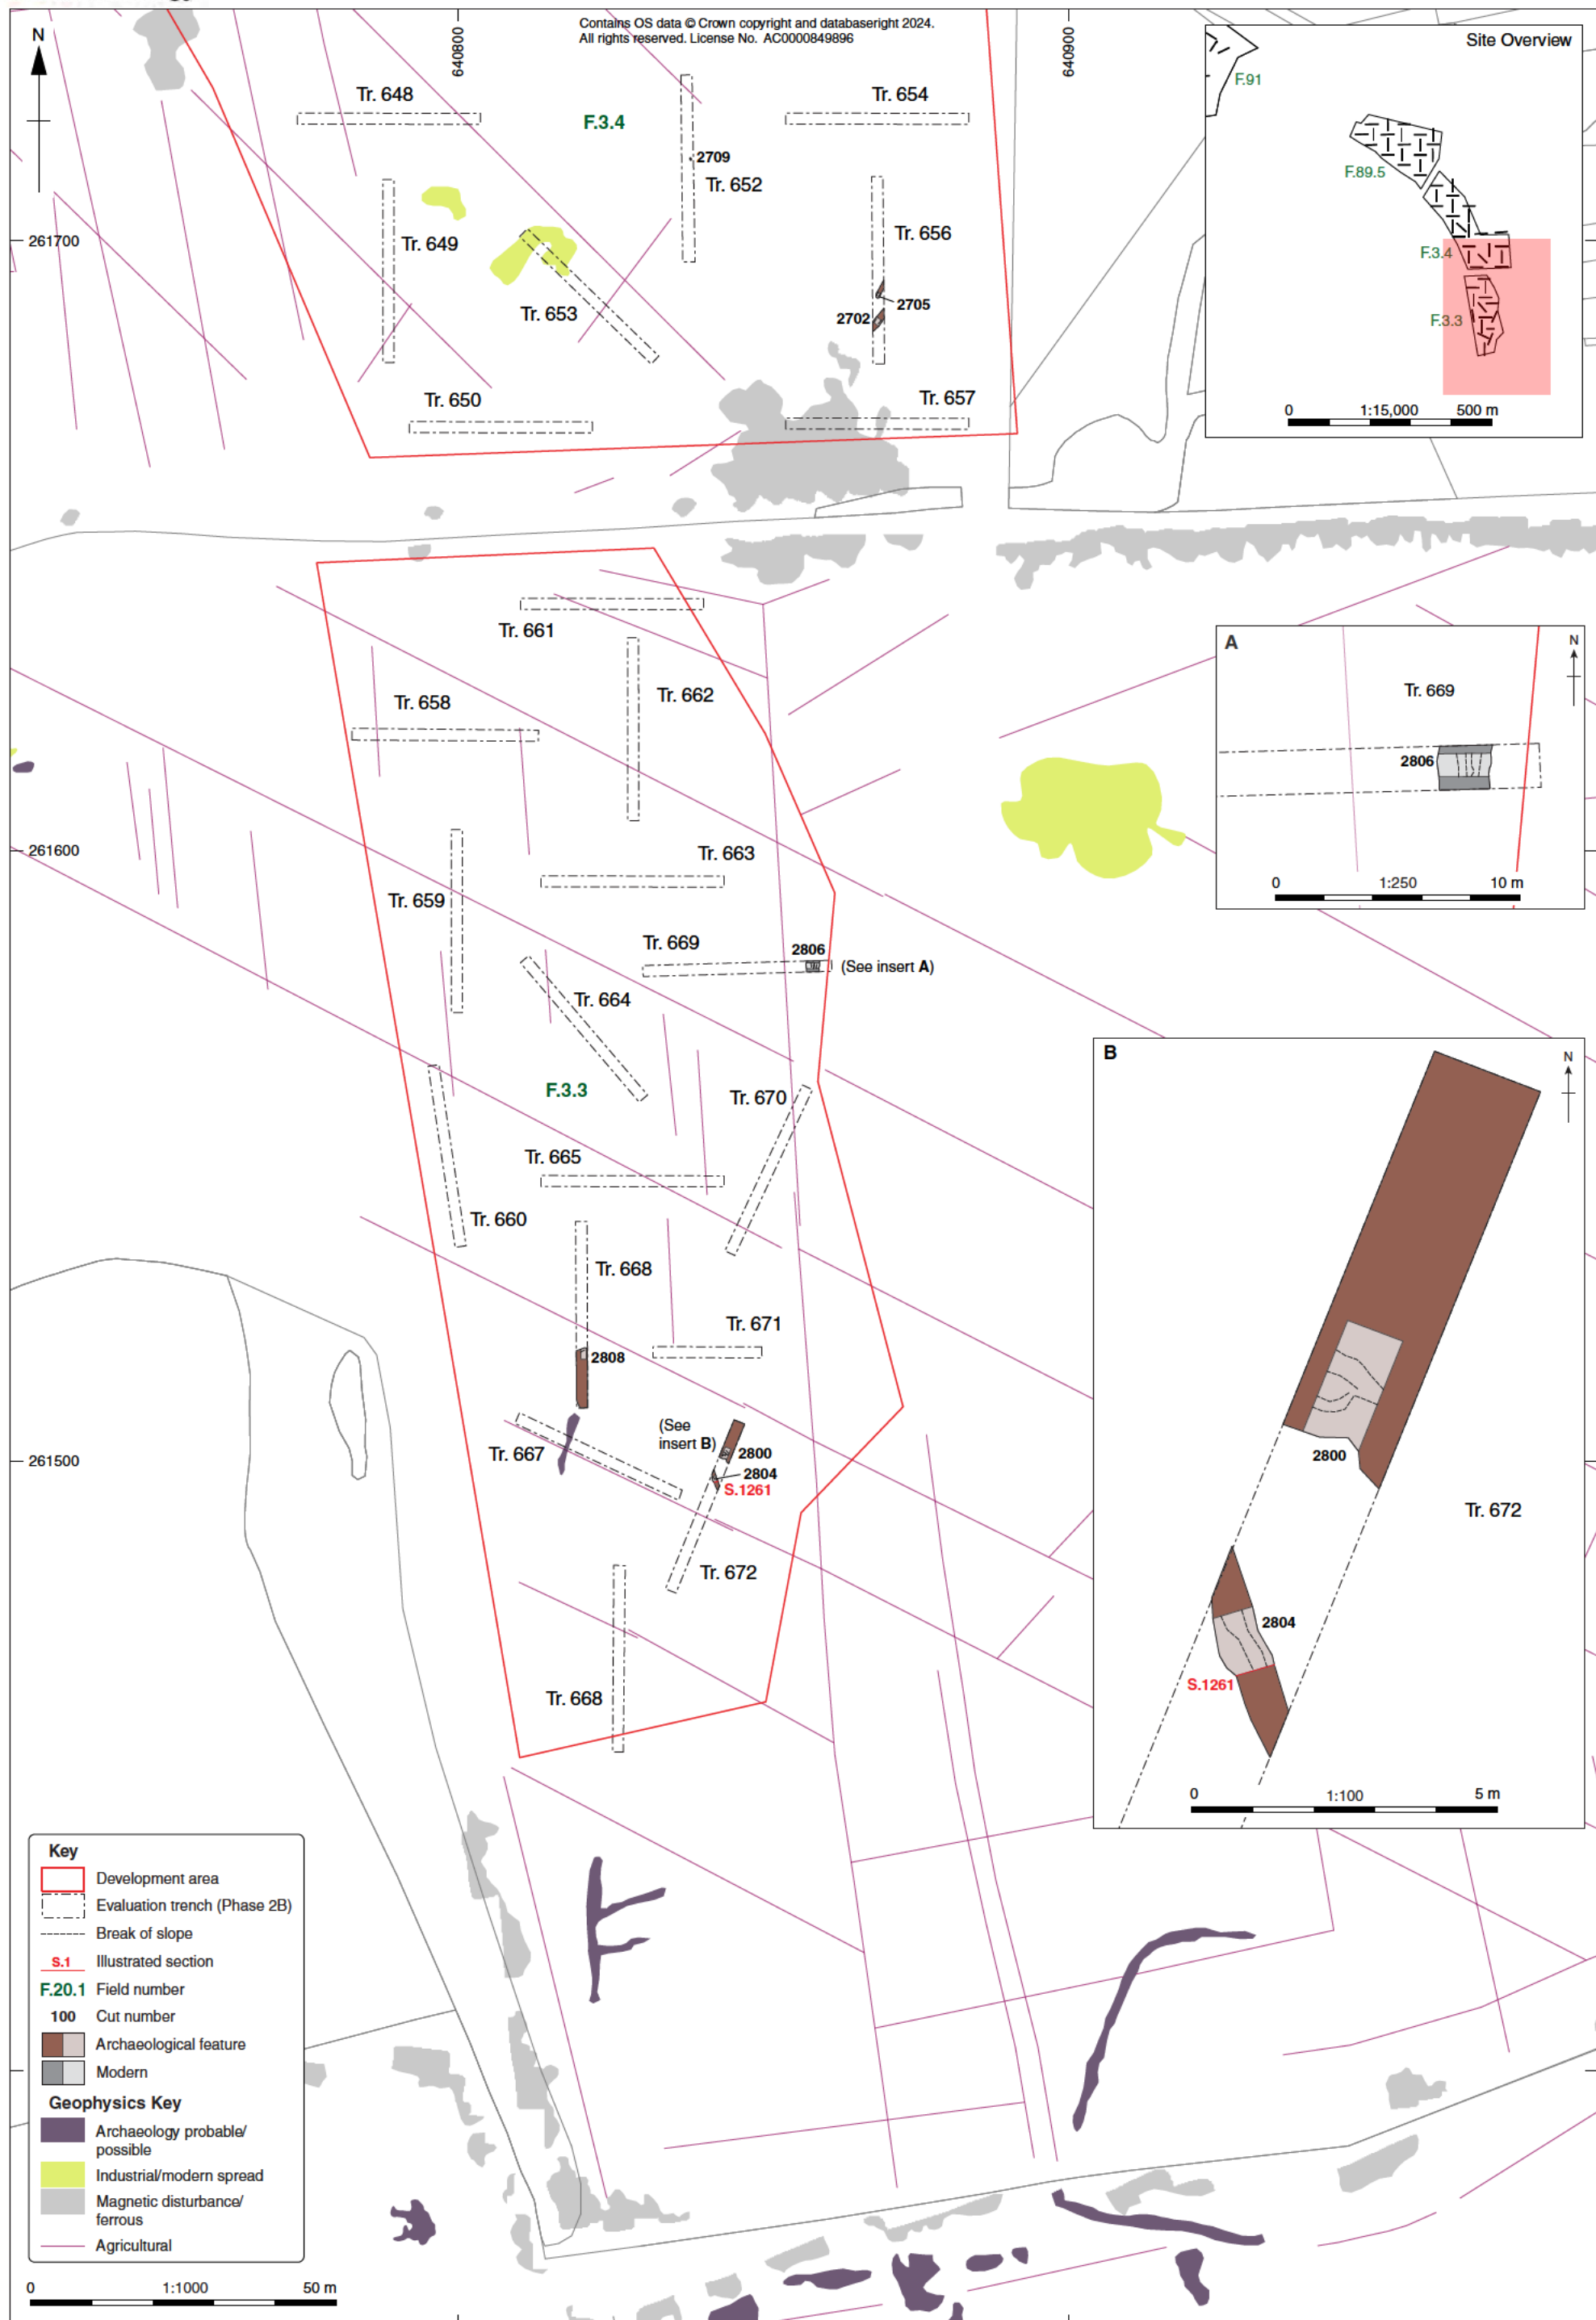 Contains OS data © Crown copyright and databaseright 2024.
All rights reserved. License No. AC0000849896
N
640800
640900
Site Overview
F.91
F.89.5
F.3.4
F.3.3
0 1:15,000 500 m
Tr. 648
F.3.4
Tr. 654
2709
Tr. 652
261700
Tr. 649
Tr. 656
Tr. 653
2705
2702
Tr. 650
Tr. 657
Tr. 661
Tr. 662
Tr. 658
A
N
Tr. 669
2806
0 1:250 10 m
261600
Tr. 663
Tr. 659
Tr. 669
2806
(See insert A)
Tr. 664
F.3.3
Tr. 670
Tr. 665
Tr. 660
Tr. 668
Tr. 671
2808
(See
insert B)
2800
Tr. 667
261500
2804
S.1261
Tr. 672
Tr. 668
B
N
2800
Tr. 672
2804
S.1261
0 1:100 5 m
Key
Development area
Evaluation trench (Phase 2B)
Break of slope
S.1 Illustrated section
F.20.1 Field number
100 Cut number
Archaeological feature
Modern
Geophysics Key
Archaeology probable/
possible
Industrial/modern spread
Magnetic disturbance/
ferrous
Agricultural
0 1:1000 50 m